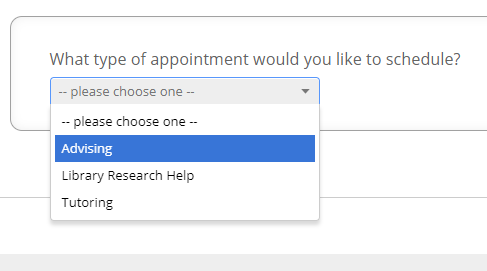 What type of appointment would you like to schedule?
-- please choose one --
-- please choose one --
Advising
Library Research Help
Tutoring